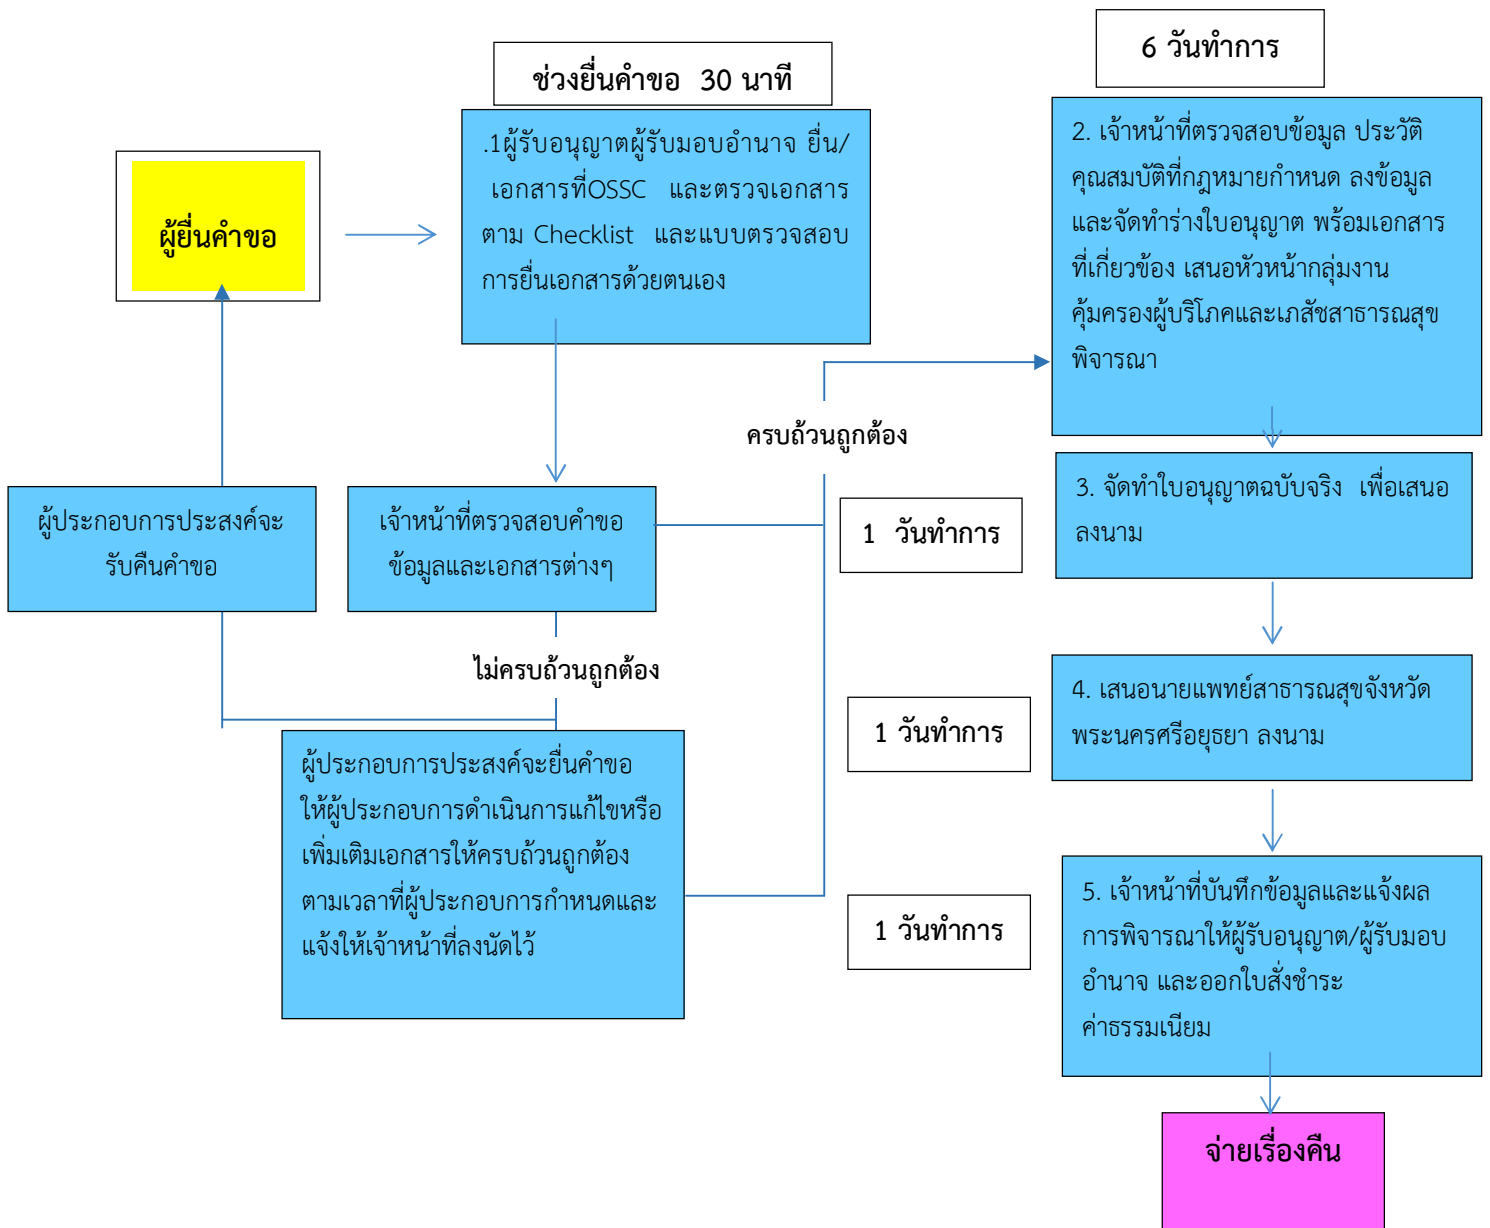 ช่วงยื่นคำขอ 30 นาที
6 วันทำการ
ผู้ยื่นคำขอ
.1ผู้รับอนุญาตผู้รับมอบอำนาจ ยื่น/
เอกสารที่OSSC และตรวจเอกสาร
ตาม Checklist และแบบตรวจสอบ
การยื่นเอกสารด้วยตนเอง
2. เจ้าหน้าที่ตรวจสอบข้อมูล ประวัติ
คุณสมบัติที่กฎหมายกำหนด ลงข้อมูล
และจัดทำร่างใบอนุญาต พร้อมเอกสาร
ที่เกี่ยวข้อง เสนอหัวหน้ากลุ่มงาน
คุ้มครองผู้บริโภคและเภสัชสาธารณสุข
พิจารณา
ครบถ้วนถูกต้อง
ผู้ประกอบการประสงค์จะ
รับคืนคำขอ
เจ้าหน้าที่ตรวจสอบคำขอ
ข้อมูลและเอกสารต่างๆ
1 วันทำการ
3. จัดทำใบอนุญาตฉบับจริง เพื่อเสนอ
ลงนาม
ไม่ครบถ้วนถูกต้อง
1 วันทำการ
4. เสนอนายแพทย์สาธารณสุขจังหวัด
พระนครศรีอยุธยา ลงนาม
ผู้ประกอบการประสงค์จะยื่นคำขอ
ให้ผู้ประกอบการดำเนินการแก้ไขหรือ
เพิ่มเติมเอกสารให้ครบถ้วนถูกต้อง
ตามเวลาที่ผู้ประกอบการกำหนดและ
แจ้งให้เจ้าหน้าที่ลงนัดไว้
1 วันทำการ
5. เจ้าหน้าที่บันทึกข้อมูลและแจ้งผล
การพิจารณาให้ผู้รับอนุญาต/ผู้รับมอบ
อำนาจ และออกใบสั่งชำระ
ค่าธรรมเนียม
จ่ายเรื่องคืน